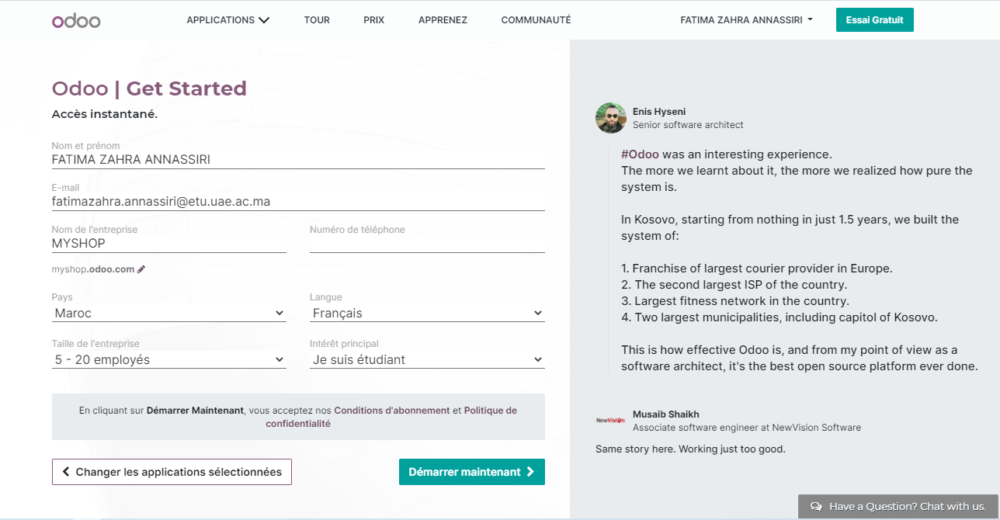 odoo
APPLICATIONS
TOUR
PRIX
APPRENEZ
COMMUNAUTÉ
FATIMA ZAHRA ANNASSIRI
Essai Gratuit
Odoo | Get Started
Accès instantané.
Nom et prénom
FATIMA ZAHRA ANNASSIRI
E-mail
fatimazahra.annassiri@etu.uae.ac.ma
Nom de l'entreprise
Numéro de téléphone
MYSHOP
myshop.odoo.com
Pays
Langue
Maroc
Français
Taille de l'entreprise
Intérêt principal
5 - 20 employés
Je suis étudiant
En cliquant sur Démarrer Maintenant, vous acceptez nos Conditions d'abonnement et Politique de
confidentialité
Changer les applications sélectionnées
Démarrer maintenant
Enis Hyseni
Senior software architect
#Odoo was an interesting experience.
The more we learnt about it, the more we realized how pure the
system is.
In Kosovo, starting from nothing in just 1.5 years, we built the
system of:
1. Franchise of largest courier provider in Europe.
2. The second largest ISP of the country.
3. Largest fitness network in the country.
4. Two largest municipalities, including capitol of Kosovo.
This is how effective Odoo is, and from my point of view as a
software architect, it's the best open source platform ever done.
NewVision
Musaib Shaikh
Associate software engineer at NewVision Software
Same story here. Working just too good.
Have a Question? Chat with us.